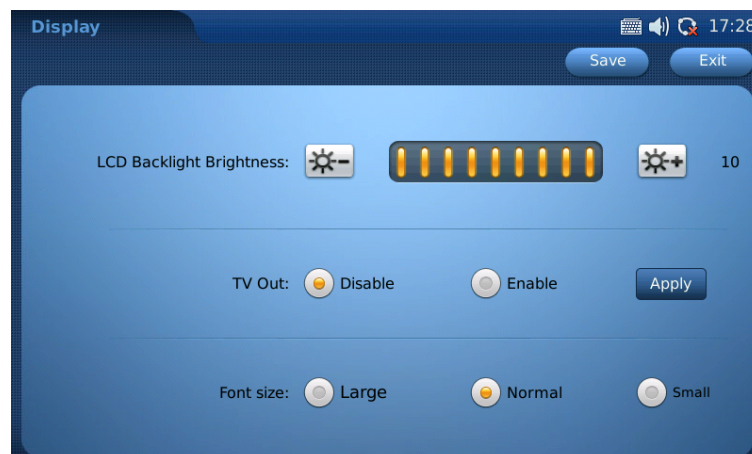 Display 17:28
Save Exit
LCD Backlight Brightness: 10
TV Out: Disable Enable Apply
Font size: Large Normal Small